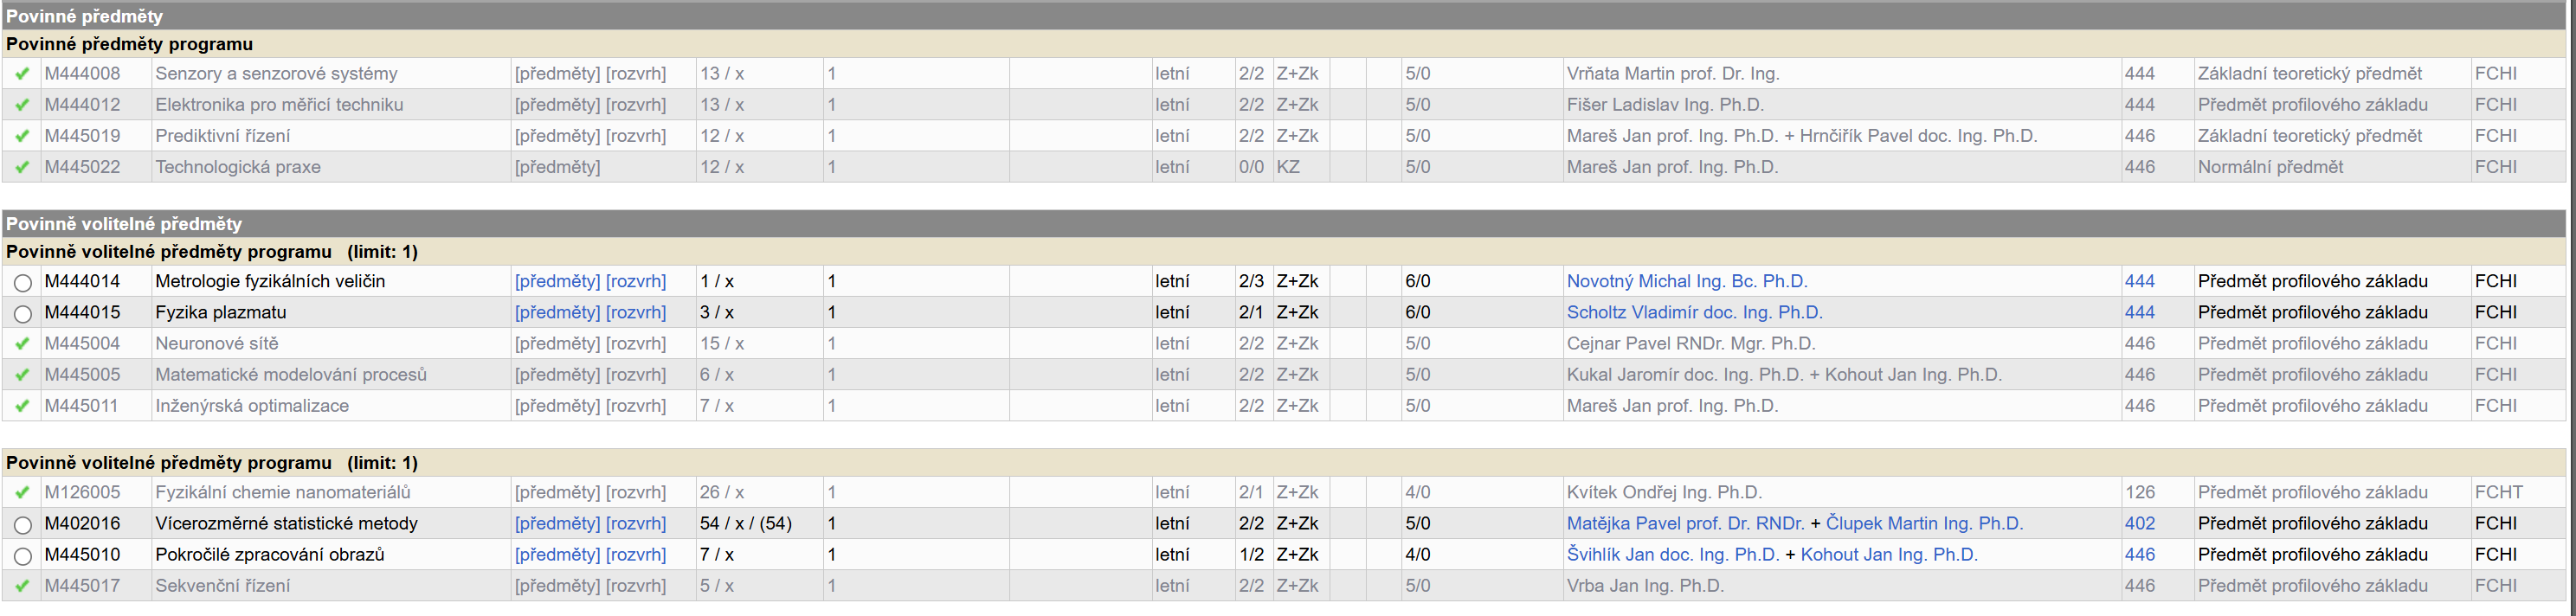 Povinné předměty
Povinné předměty programu
M444008 Senzory a senzorové systémy [předměty] [rozvrh] 13 / x 1 letní 2/2 Z+Zk 5/0 Vrňata Martin prof. Dr. Ing. 444 Základní teoretický předmět FCHI
M444012 Elektronika pro měřicí techniku [předměty] [rozvrh] 13 / x 1 letní 2/2 Z+Zk 5/0 Fišer Ladislav Ing. Ph.D. 444 Předmět profilového základu FCHI
M445019 Prediktivní řízení [předměty] [rozvrh] 12 / x 1 letní 2/2 Z+Zk 5/0 Mareš Jan prof. Ing. Ph.D. + Hrnčiřík Pavel doc. Ing. Ph.D. 446 Základní teoretický předmět FCHI
M445022 Technologická praxe [předměty] 12 / x 1 letní 0/0 KZ 5/0 Mareš Jan prof. Ing. Ph.D. 446 Normální předmět FCHI
Povinně volitelné předměty
Povinně volitelné předměty programu (limit: 1)
M444014 Metrologie fyzikálních veličin [předměty] [rozvrh] 1 / x 1 letní 2/3 Z+Zk 6/0 Novotný Michal Ing. Bc. Ph.D. 444 Předmět profilového základu FCHI
M444015 Fyzika plazmatu [předměty] [rozvrh] 3 / x 1 letní 2/1 Z+Zk 6/0 Scholtz Vladimír doc. Ing. Ph.D. 444 Předmět profilového základu FCHI
M445004 Neuronové sítě [předměty] [rozvrh] 15 / x 1 letní 2/2 Z+Zk 5/0 Cejnar Pavel RNDr. Mgr. Ph.D. 446 Předmět profilového základu FCHI
M445005 Matematické modelování procesů [předměty] [rozvrh] 6 / x 1 letní 2/2 Z+Zk 5/0 Kukal Jaromír doc. Ing. Ph.D. + Kohout Jan Ing. Ph.D. 446 Předmět profilového základu FCHI
M445011 Inženýrská optimalizace [předměty] [rozvrh] 7 / x 1 letní 2/2 Z+Zk 5/0 Mareš Jan prof. Ing. Ph.D. 446 Předmět profilového základu FCHI
Povinně volitelné předměty programu (limit: 1)
M126005 Fyzikální chemie nanomateriálů [předměty] [rozvrh] 26 / x 1 letní 2/1 Z+Zk 4/0 Kvítek Ondřej Ing. Ph.D. 126 Předmět profilového základu FCHT
M402016 Vícerozměrné statistické metody [předměty] [rozvrh] 54 / x / (54) 1 letní 2/2 Z+Zk 5/0 Matějka Pavel prof. Dr. RNDr. + Člupek Martin Ing. Ph.D. 402 Předmět profilového základu FCHI
M445010 Pokročilé zpracování obrazů [předměty] [rozvrh] 7 / x 1 letní 1/2 Z+Zk 4/0 Švihlík Jan doc. Ing. Ph.D. + Kohout Jan Ing. Ph.D. 446 Předmět profilového základu FCHI
M445017 Sekvenční řízení [předměty] [rozvrh] 5 / x 1 letní 2/2 Z+Zk 5/0 Vrba Jan Ing. Ph.D. 446 Předmět profilového základu FCHI